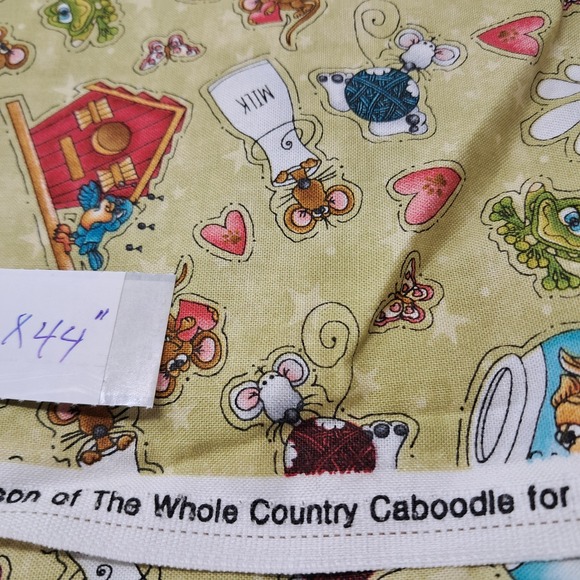 MILK
X44"
of The Whole Country Caboodle for